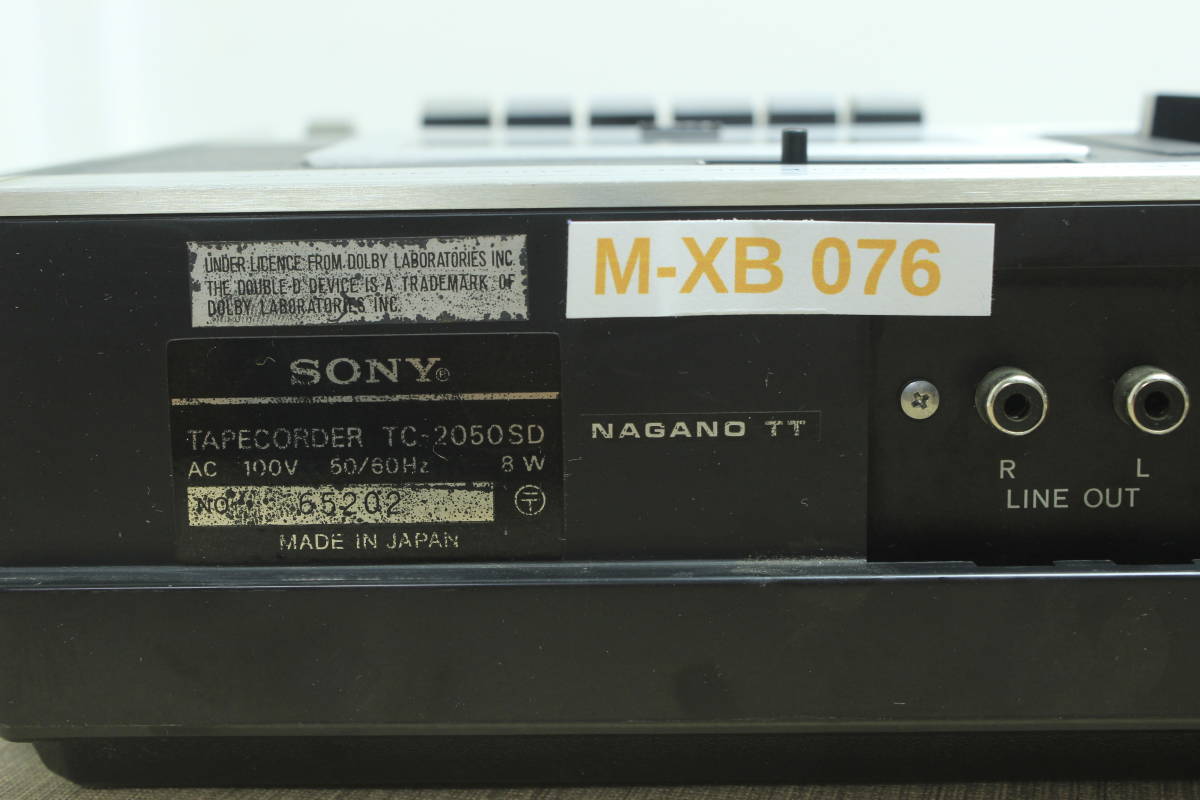 UNDER LICENCE FROM DOLBY LABORATORIES INC.
THE DOUBLE-D DEVICE IS A TRADEMARK OF
DOLBY LABORATORIES INC.
M-XB 076
SONY®
TAPECORDER TC-2050SD
AC 100V 50/60Hz 8W
NO. 65202 〶
MADE IN JAPAN
NAGANO TT
R L
LINE OUT